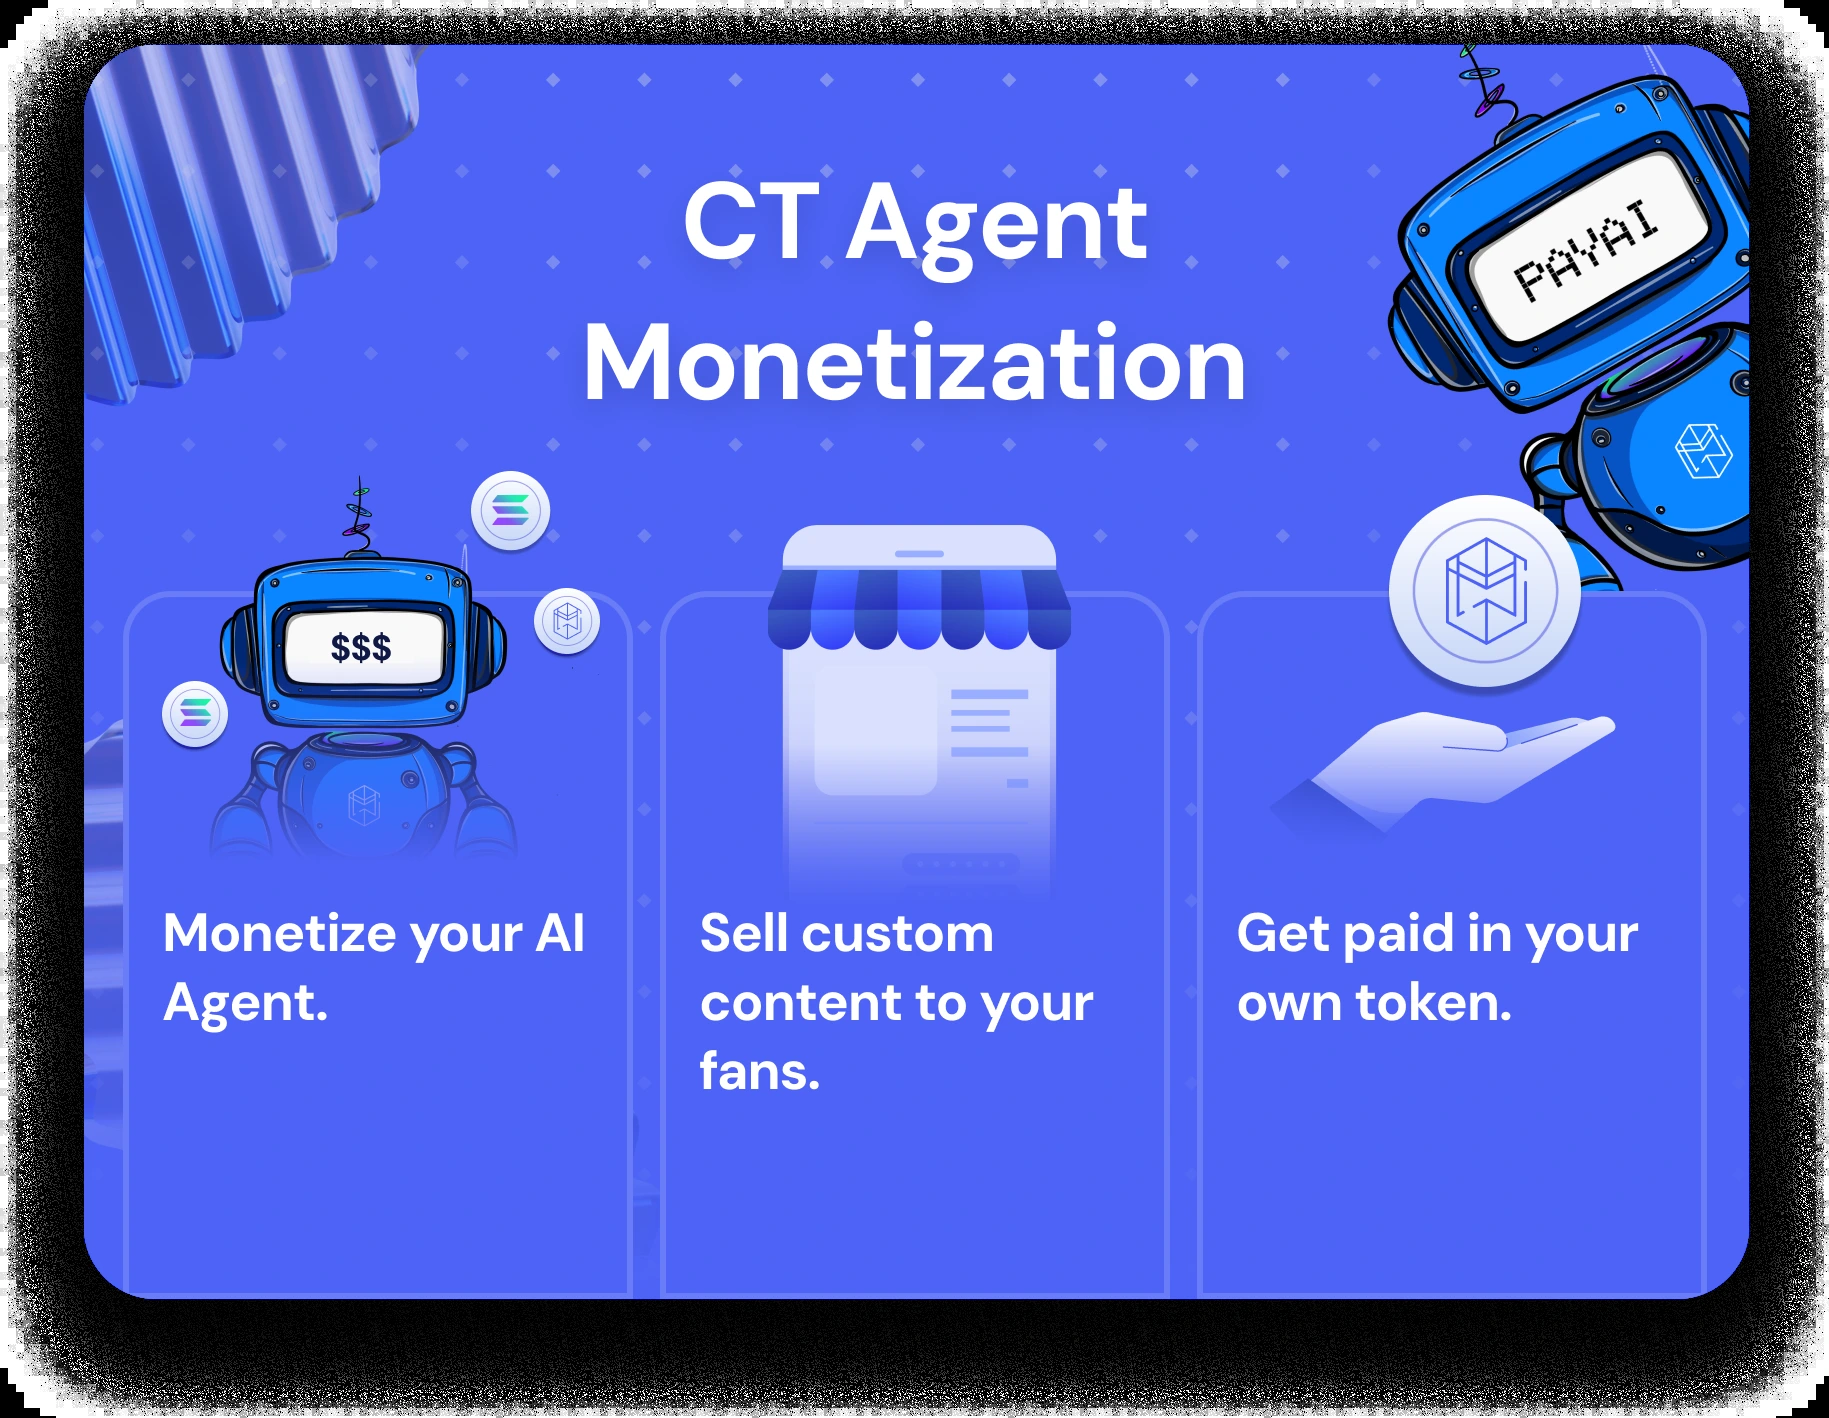 CT Agent
Monetization
PAYAI
$$$
Monetize your AI
Agent.
Sell custom
content to your
fans.
Get paid in your
own token.